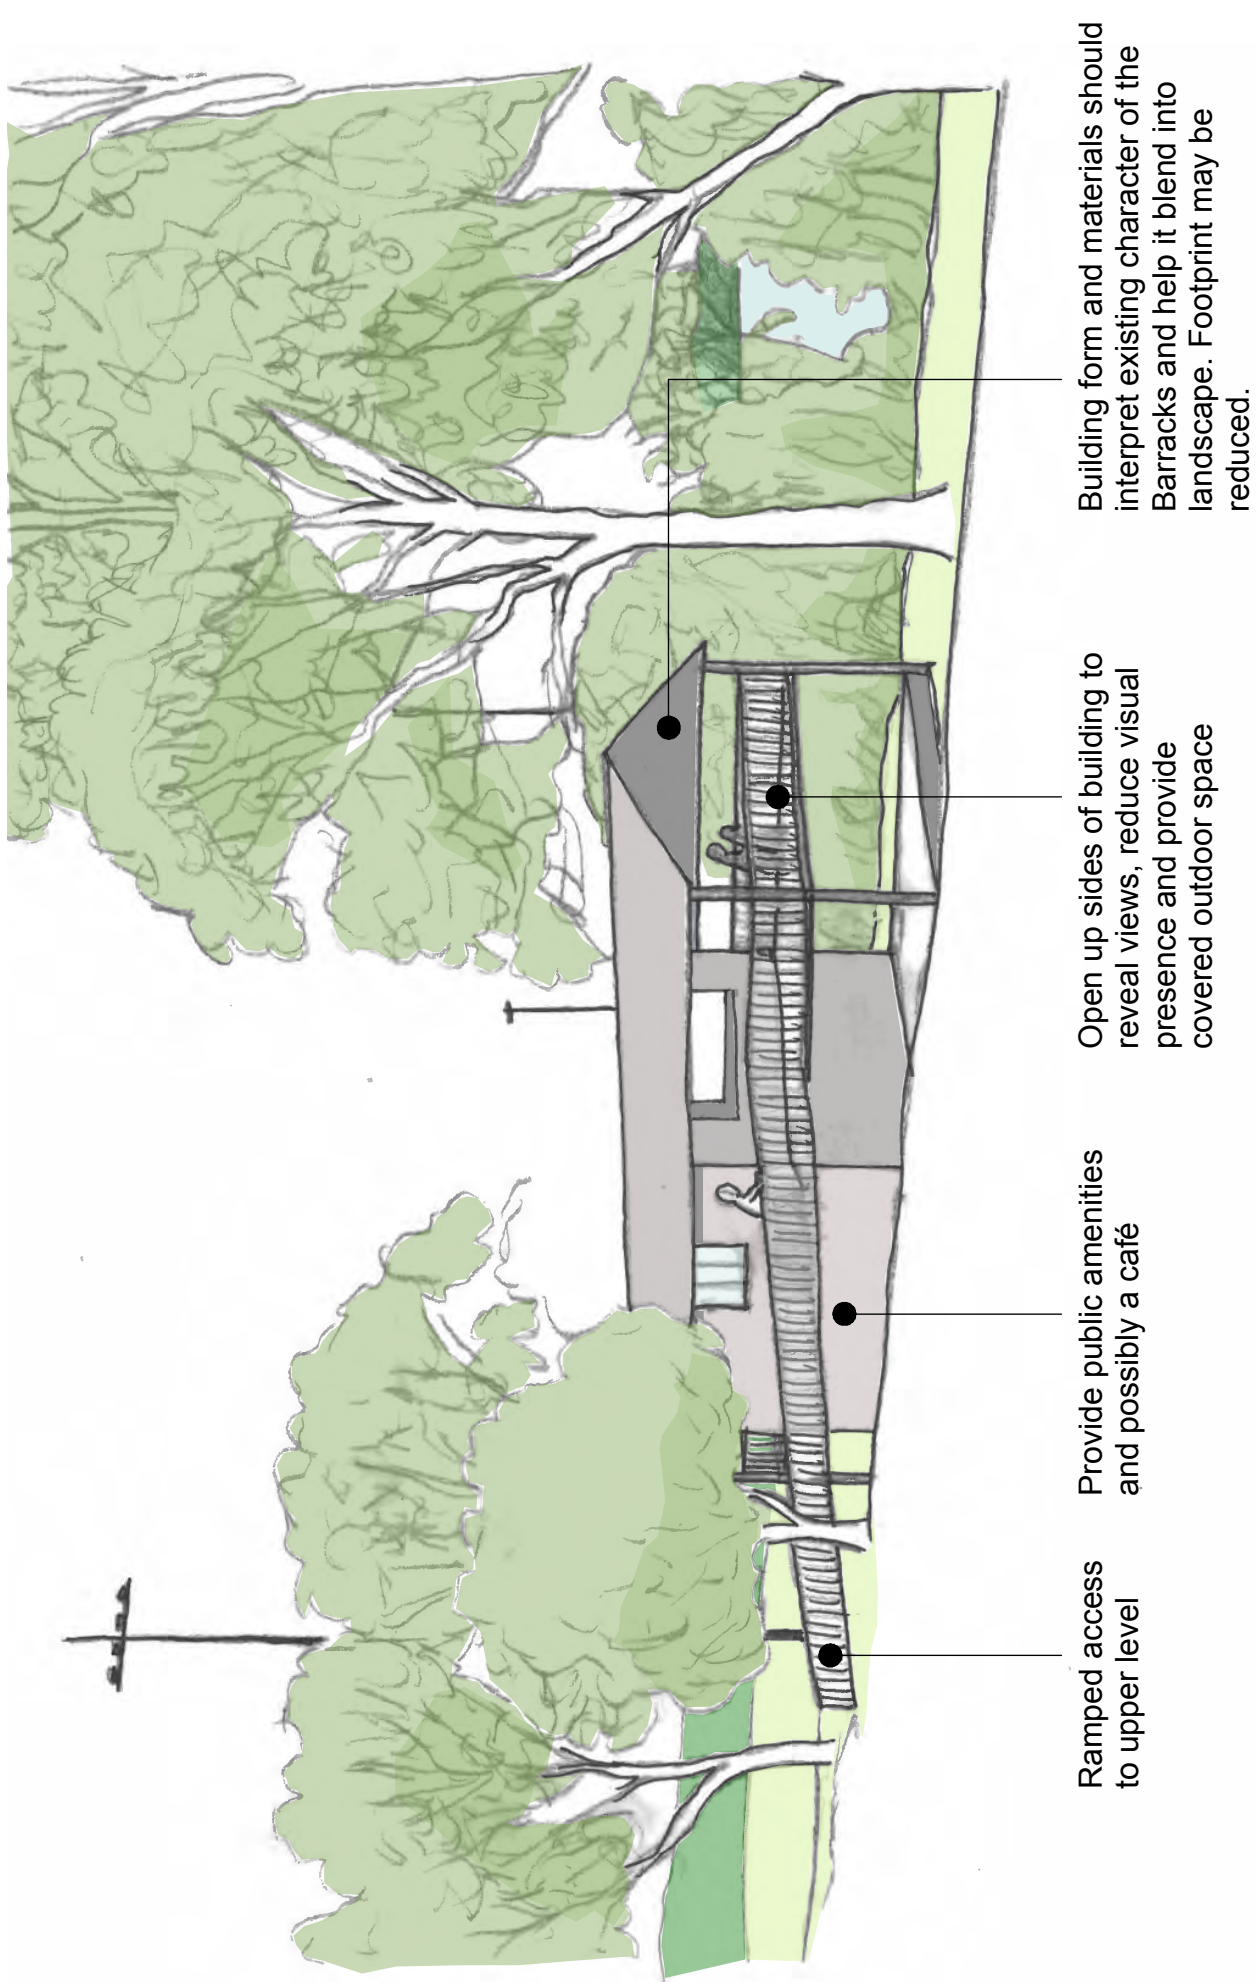 Ramped access
to upper level
Provide public amenities
and possibly a café
Open up sides of building to
reveal views, reduce visual
presence and provide
covered outdoor space
Building form and materials should
interpret existing character of the
Barracks and help it blend into
landscape. Footprint may be
reduced.